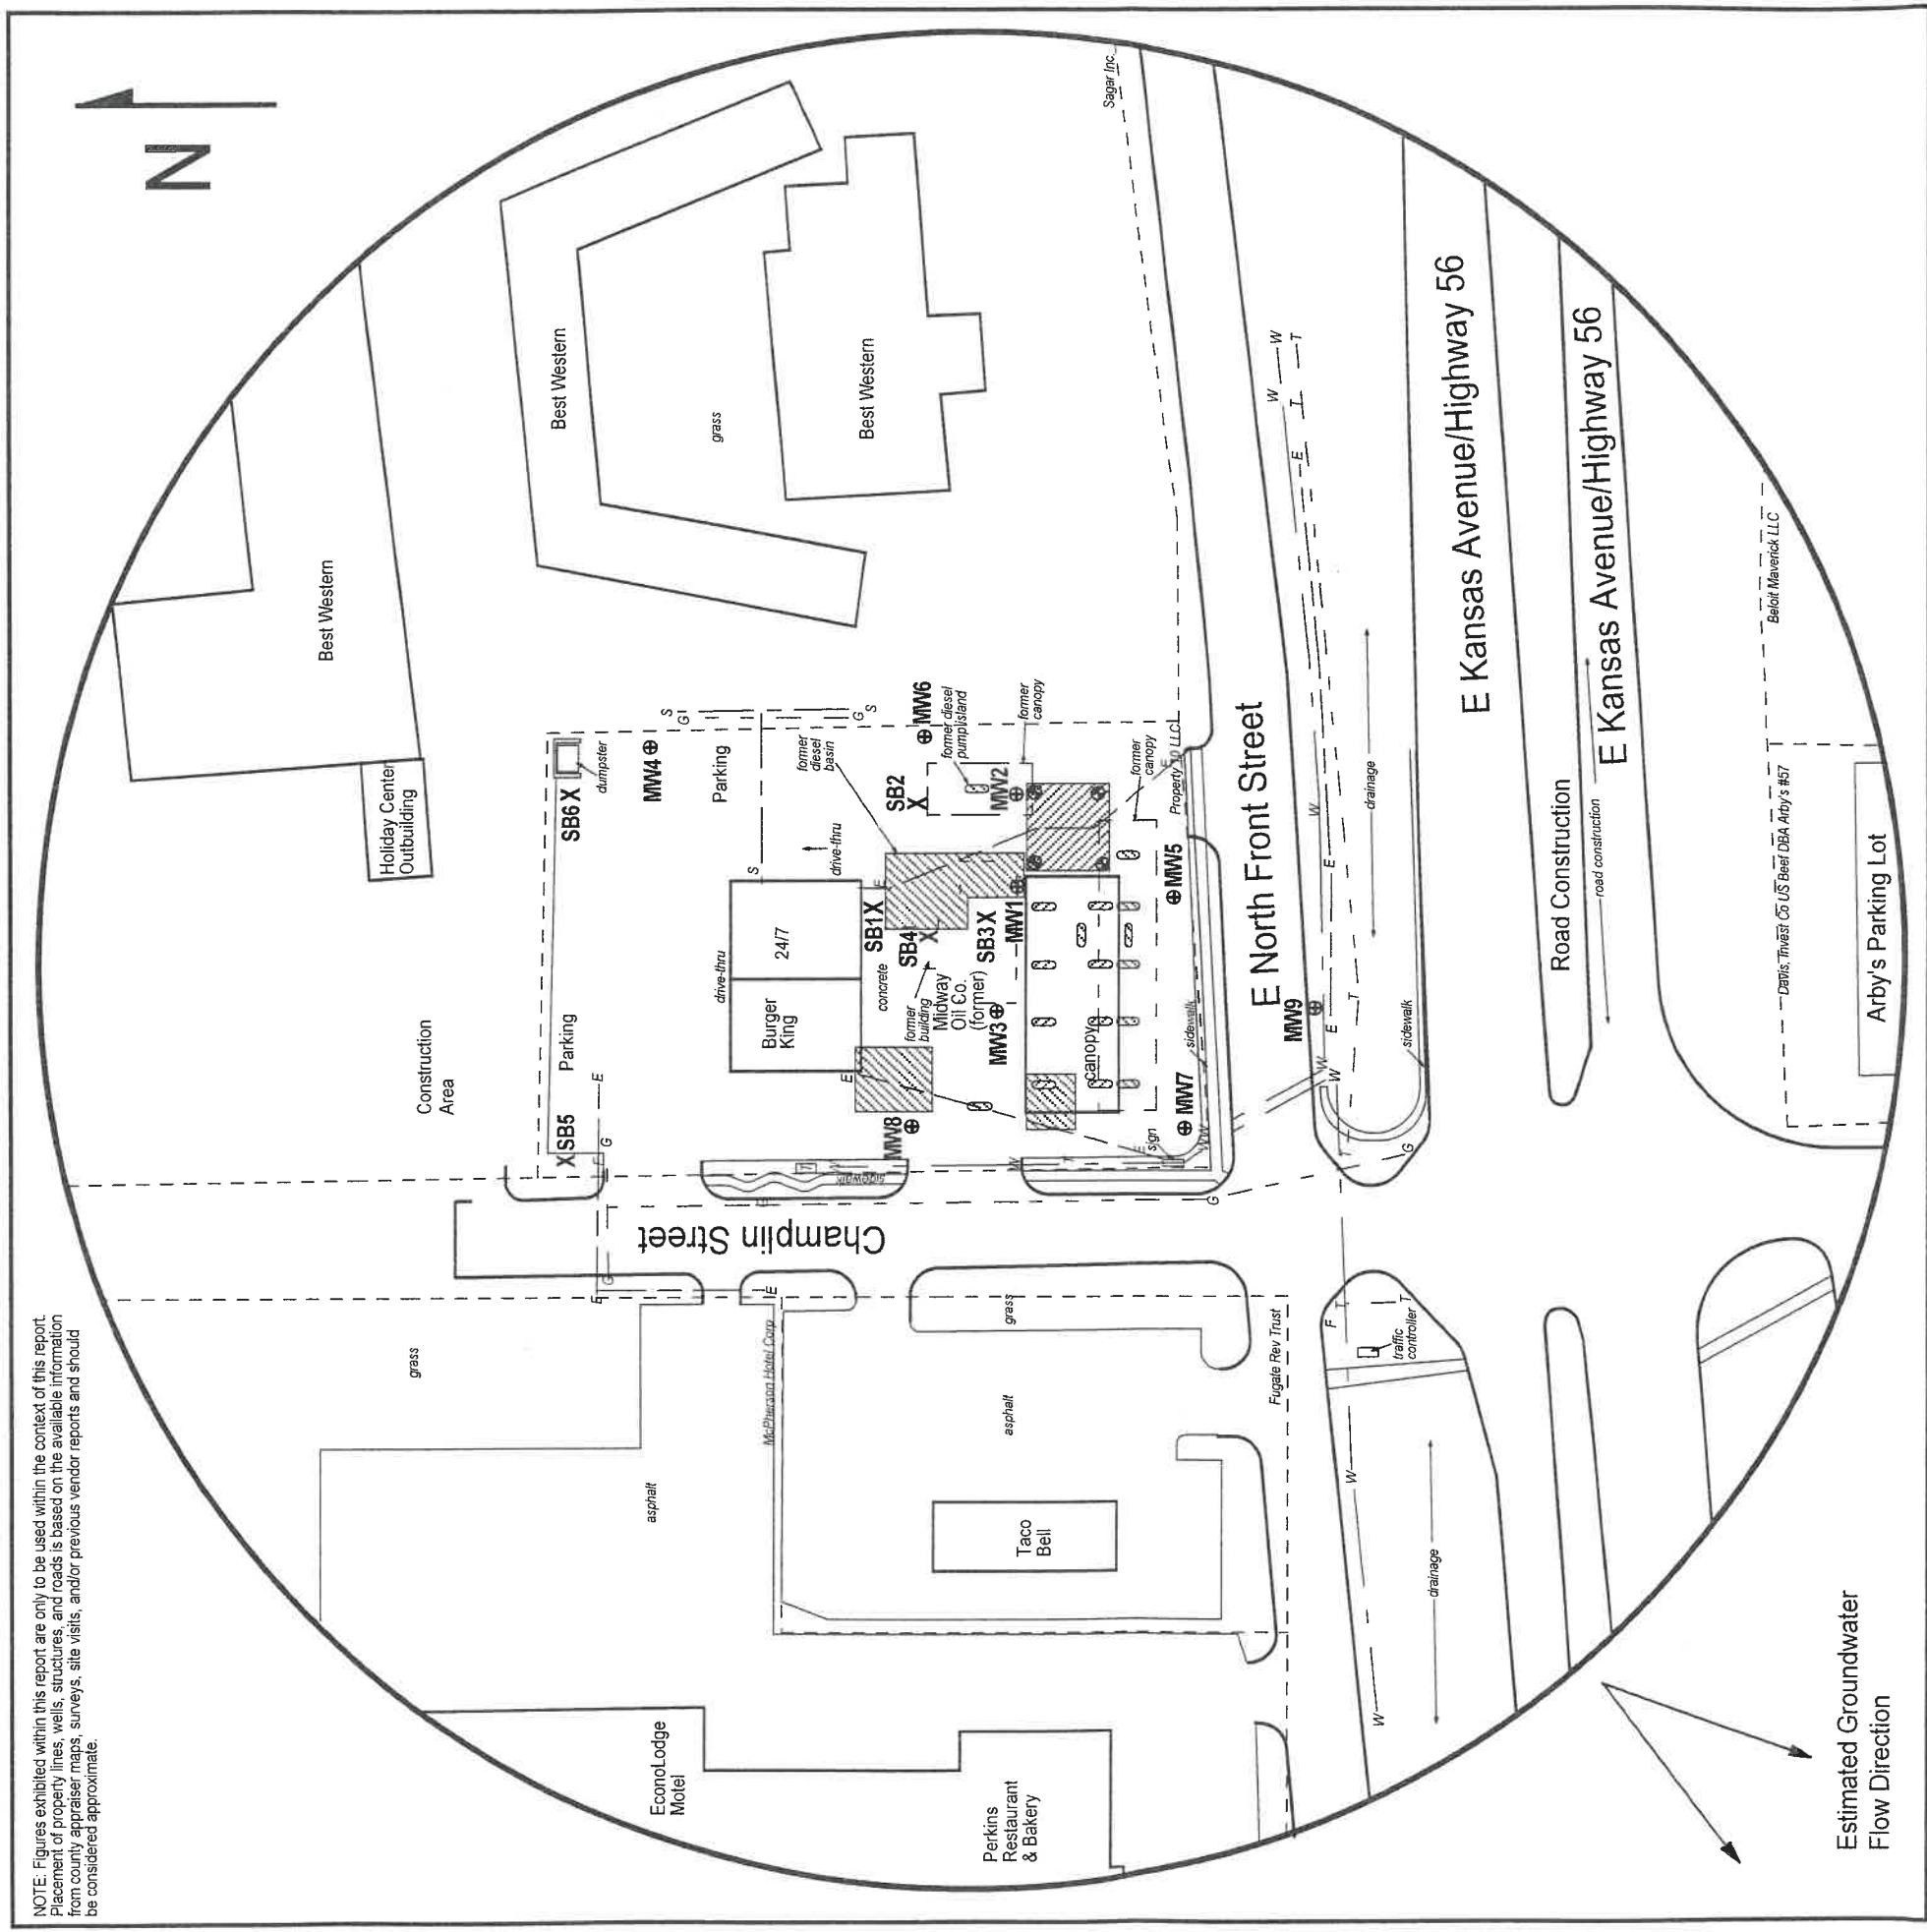 NOTE: Figures exhibited within this report are only to be used within the context of this report.
Placement of property lines, wells, structures, and roads is based on the available information
from county appraiser maps, surveys, site visits, and/or previous vendor reports and should
be considered approximate.
N
Best Western
Holiday Center
Outbuilding
Construction
Area
grass
asphalt
EconoLodge
Motel
Perkins
Restaurant
& Bakery
Best Western
grass
Best Western
Sagar Inc.
SB6 X
dumpster
MW4
Parking
Parking
X SB5
S
G
G
S
S
MW6
former diesel
pump island
former
canopy
former
diesel
basin
SB2
X
MW2
drive-thru
drive-thru
24/7
Burger
King
concrete
SB1 X
E
SB4
X
former
building
Midway
Oil Co.
(former)
SB3 X
MW1
MW3
canopy
former
canopy
Property 10 LLC
E
MW5
MW7
MW8
E
sidewalk
sidewalk
sign
E
T
W
T
W
WW
E
E
G
G
G
E
E
Champlin Street
McPherson Hotel Corp
grass
asphalt
Taco
Bell
Fugate Rev Trust
E North Front Street
MW9
W
W
W
W
E
E
E
T
T
T
W
W
drainage
sidewalk
G
G
T
T
F
traffic
controller
W
W
drainage
E Kansas Avenue/Highway 56
Road Construction
road construction
E Kansas Avenue/Highway 56
Beloit Maverick LLC
Davis, Invest Co US Beef DBA Arby's #57
Arby's Parking Lot
Estimated Groundwater
Flow Direction